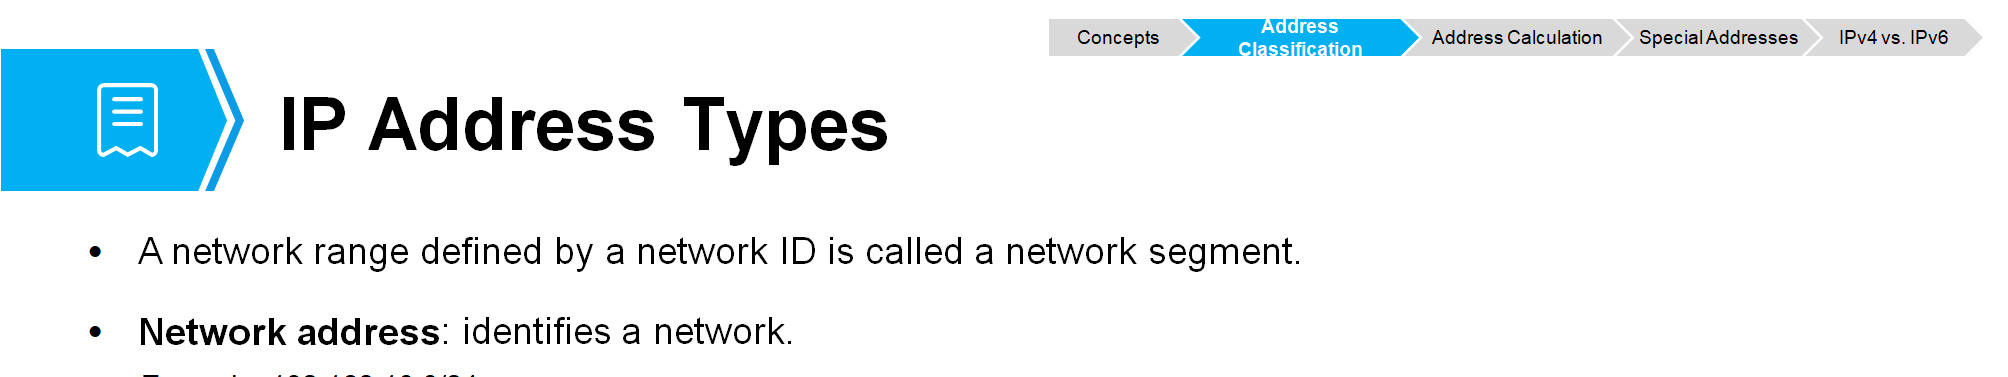 Concepts
Address
Classification
Address Calculation
Special Addresses
IPv4 vs. IPv6
IP Address Types
• A network range defined by a network ID is called a network segment.
• Network address: identifies a network.